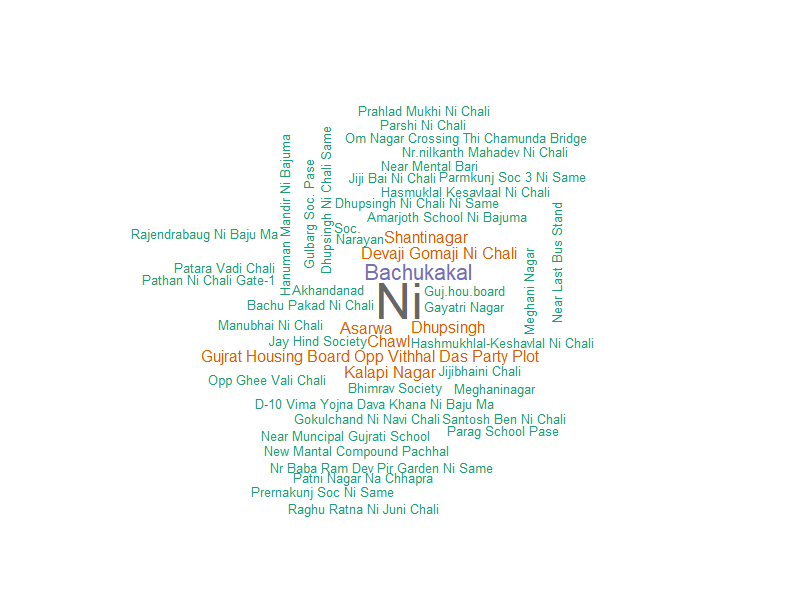 Prahlad Mukhi Ni Chali
Parshi Ni Chali
Om Nagar Crossing Thi Chamunda Bridge
Nr.nilkanth Mahadev Ni Chali
Near Mental Bari
Jiji Bai Ni Chali
Parmkunj Soc 3 Ni Same
Hasmuklal Kesavlaal Ni Chali
Dhupsingh Ni Chali Ni Same
Amarjoth School Ni Bajuma
Hanuman Mandir Ni Bajuma
Gulbarg Soc. Pase
Dhupsingh Ni Chali Same
Near Last Bus Stand
Meghani Nagar
Rajendrabaug Ni Baju Ma
Soc.
Narayan
Shantinagar
Devaji Gomaji Ni Chali
Patara Vadi Chali
Bachukakal
Pathan Ni Chali Gate-1
Akhandanad
Ni
Guj.hou.board
Bachu Pakad Ni Chali
Gayatri Nagar
Manubhai Ni Chali
Asarwa
Dhupsingh
Jay Hind Society
Chawl
Hashmukhlal-Keshavlal Ni Chali
Gujrat Housing Board Opp Vithhal Das Party Plot
Kalapi Nagar
Jijibhaini Chali
Opp Ghee Vali Chali
Bhimrav Society
Meghaninagar
D-10 Vima Yojna Dava Khana Ni Baju Ma
Gokulchand Ni Navi Chali
Santosh Ben Ni Chali
Near Muncipal Gujrati School
Parag School Pase
New Mantal Compound Pachhal
Nr Baba Ram Dev Pir Garden Ni Same
Patni Nagar Na Chhapra
Prernakunj Soc Ni Same
Raghu Ratna Ni Juni Chali